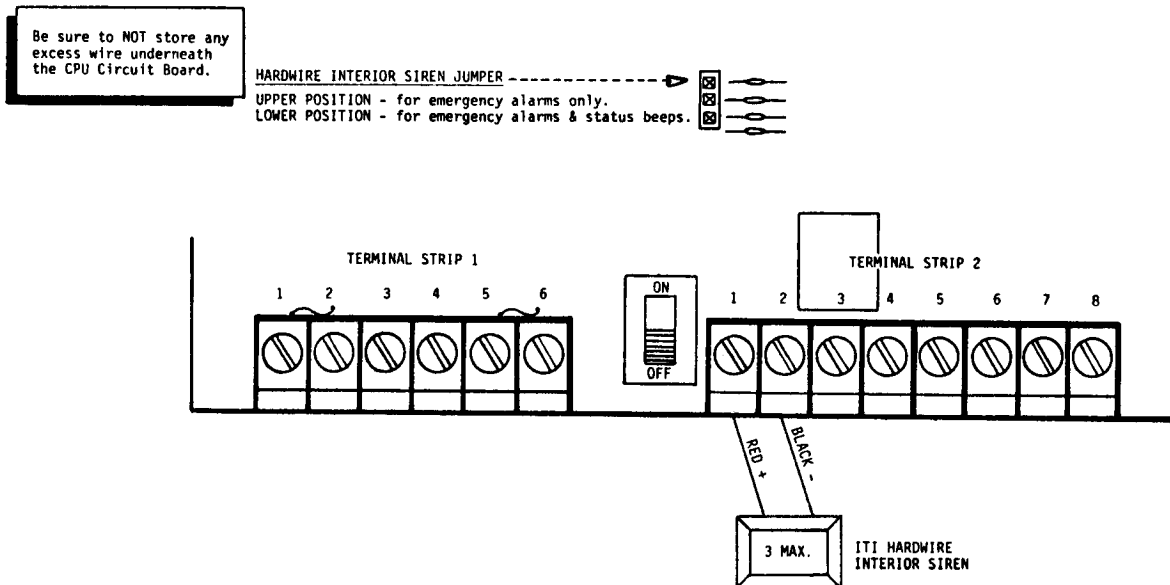 Be sure to NOT store any
excess wire underneath
the CPU Circuit Board.
HARDWIRE INTERIOR SIREN JUMPER
UPPER POSITION - for emergency alarms only.
LOWER POSITION - for emergency alarms & status beeps.
TERMINAL STRIP 1
1 2 3 4 5 6
ON
OFF
TERMINAL STRIP 2
1 2 3 4 5 6 7 8
RED +
BLACK -
3 MAX.
ITI HARDWIRE
INTERIOR SIREN